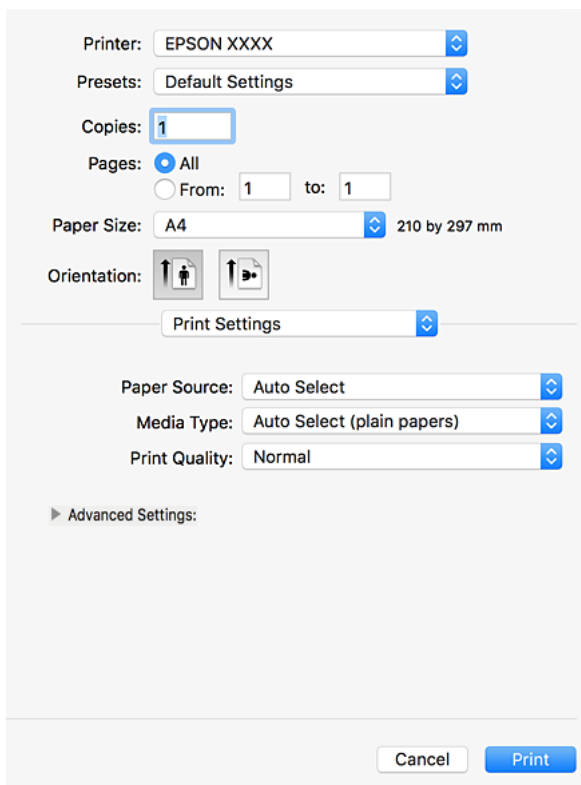 Printer: EPSON XXXX
Presets: Default Settings
Copies: 1
Pages: All
From: 1 to: 1
Paper Size: A4 210 by 297 mm
Orientation:
Print Settings
Paper Source: Auto Select
Media Type: Auto Select (plain papers)
Print Quality: Normal
Advanced Settings:
Cancel Print